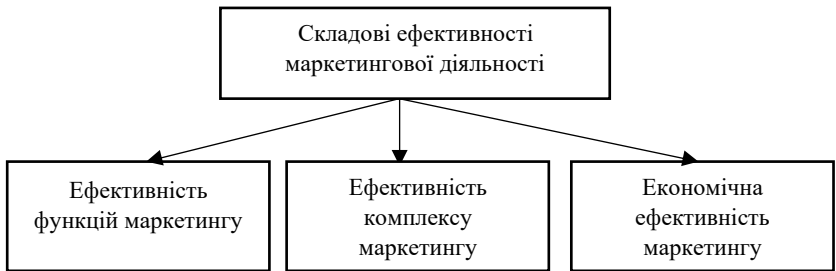 Складові ефективності
маркетингової діяльності
Ефективність
функцій маркетингу
Ефективність
комплексу
маркетингу
Економічна
ефективність
маркетингу